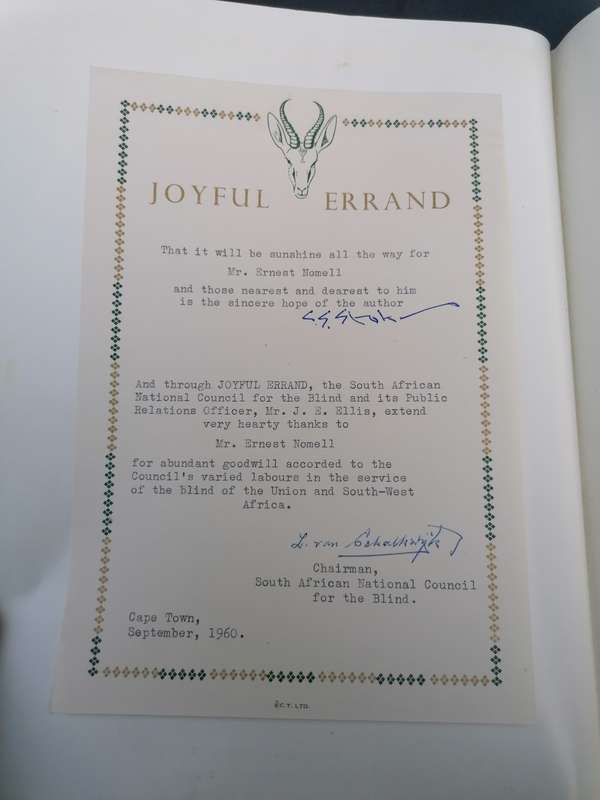 JOYFUL ERRAND
That it will be sunshine all the way for
Mr. Ernest Nomell
and those nearest and dearest to him
is the sincere hope of the author
And through JOYFUL ERRAND, the South African
National Council for the Blind and its Public
Relations Officer, Mr. J. E. Ellis, extend
very hearty thanks to
Mr. Ernest Nomell
for abundant goodwill accorded to the
Council's varied labours in the service
of the blind of the Union and South-West
Africa.
L. van Schalkwijk
Chairman,
South African National Council
for the Blind.
Cape Town,
September, 1960.
C.T. LTD.